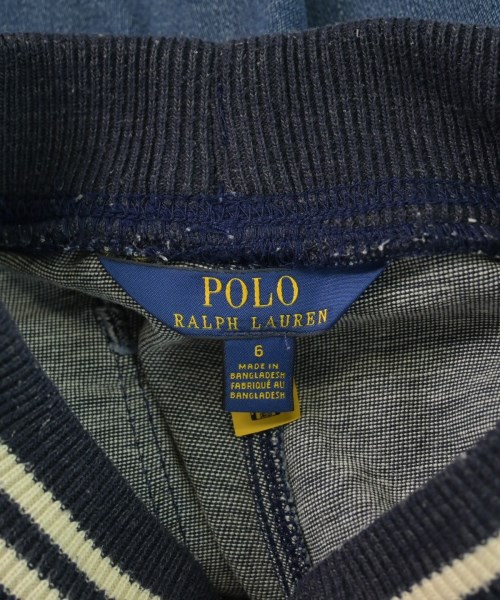 POLO
RALPH LAUREN
6
MADE IN
BANGLADESH
FABRIQUÉ AU
BANGLADESH